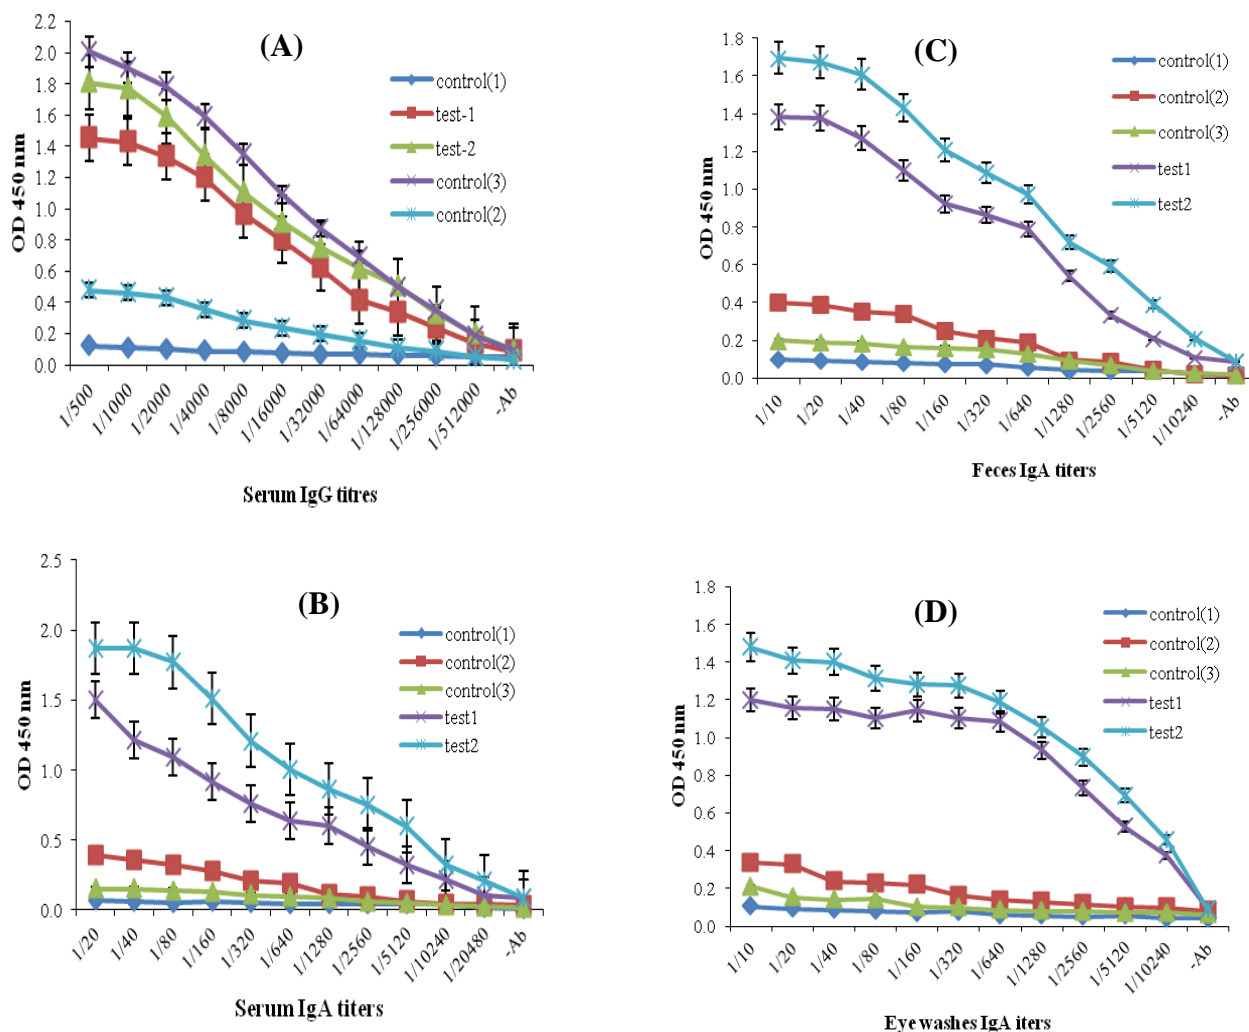 (A)
2.2
2.0
1.8
1.6
1.4
1.2
1.0
0.8
0.6
0.4
0.2
0.0
OD 450 nm
control(1)
test-1
test-2
control(3)
control(2)
1/500
1/1000
1/2000
1/4000
1/8000
1/16000
1/32000
1/64000
1/128000
1/256000
1/512000
-Ab
Serum IgG titres
(C)
1.8
1.6
1.4
1.2
1.0
0.8
0.6
0.4
0.2
0.0
OD 450 nm
control(1)
control(2)
control(3)
test1
test2
1/10
1/20
1/40
1/80
1/160
1/320
1/640
1/1280
1/2560
1/5120
1/10240
-Ab
Feces IgA titers
(B)
2.5
2.0
1.5
1.0
0.5
0.0
OD 450 nm
control(1)
control(2)
control(3)
test1
test2
1/20
1/40
1/80
1/160
1/320
1/640
1/1280
1/2560
1/5120
1/10240
1/20480
-Ab
Serum IgA titers
(D)
1.8
1.6
1.4
1.2
1.0
0.8
0.6
0.4
0.2
0.0
OD 450 nm
control(1)
control(2)
control(3)
test1
test2
1/10
1/20
1/40
1/80
1/160
1/320
1/640
1/1280
1/2560
1/5120
1/10240
-Ab
Eye washes IgA iters